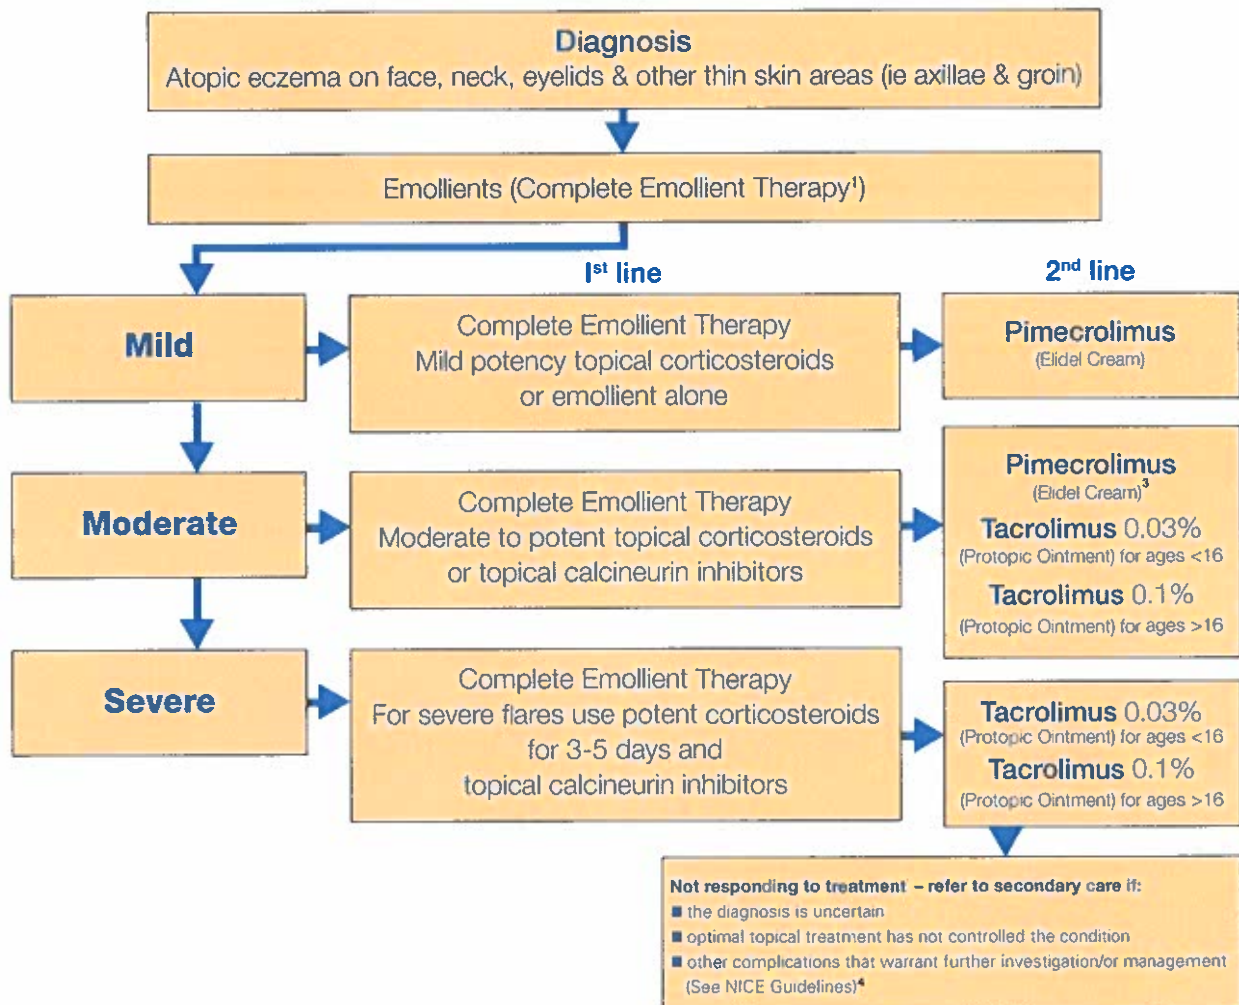 Diagnosis
Atopic eczema on face, neck, eyelids & other thin skin areas (ie axillae & groin)
Emollients (Complete Emollient Therapy¹)
1st line
2nd line
Mild
Complete Emollient Therapy
Mild potency topical corticosteroids
or emollient alone
Pimecrolimus
(Elidel Cream)
Moderate
Complete Emollient Therapy
Moderate to potent topical corticosteroids
or topical calcineurin inhibitors
Pimecrolimus
(Elidel Cream)³
Tacrolimus 0.03%
(Protopic Ointment) for ages <16
Tacrolimus 0.1%
(Protopic Ointment) for ages >16
Severe
Complete Emollient Therapy
For severe flares use potent corticosteroids
for 3-5 days and
topical calcineurin inhibitors
Tacrolimus 0.03%
(Protopic Ointment) for ages <16
Tacrolimus 0.1%
(Protopic Ointment) for ages >16
Not responding to treatment – refer to secondary care if:
■ the diagnosis is uncertain
■ optimal topical treatment has not controlled the condition
■ other complications that warrant further investigation/or management
(See NICE Guidelines)⁴